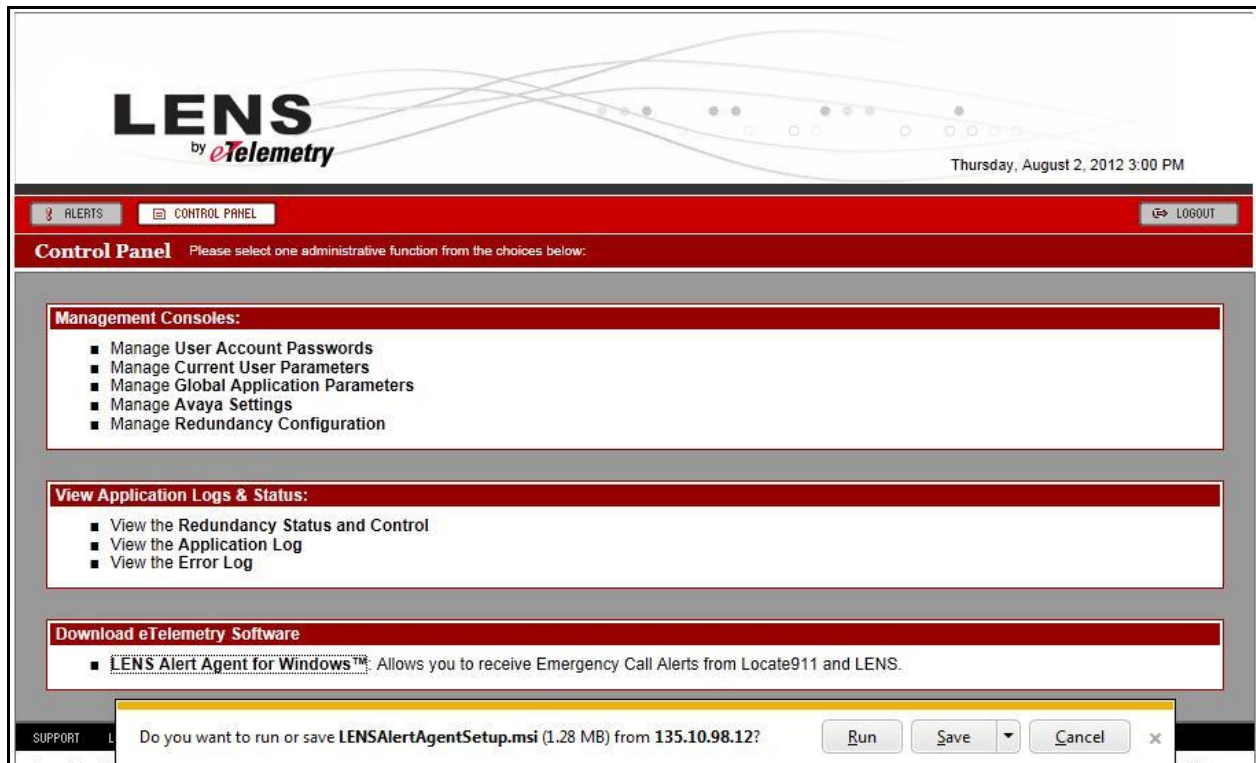 LENS
by eTelemetry
Thursday, August 2, 2012 3:00 PM
ALERTS
CONTROL PANEL
LOGOUT
Control Panel Please select one administrative function from the choices below:
Management Consoles:
Manage User Account Passwords
Manage Current User Parameters
Manage Global Application Parameters
Manage Avaya Settings
Manage Redundancy Configuration
View Application Logs & Status:
View the Redundancy Status and Control
View the Application Log
View the Error Log
Download eTelemetry Software
LENS Alert Agent for Windows™: Allows you to receive Emergency Call Alerts from Locate911 and LENS.
SUPPORT L
Do you want to run or save LENSAlertAgentSetup.msi (1.28 MB) from 135.10.98.12?
Run
Save
Cancel